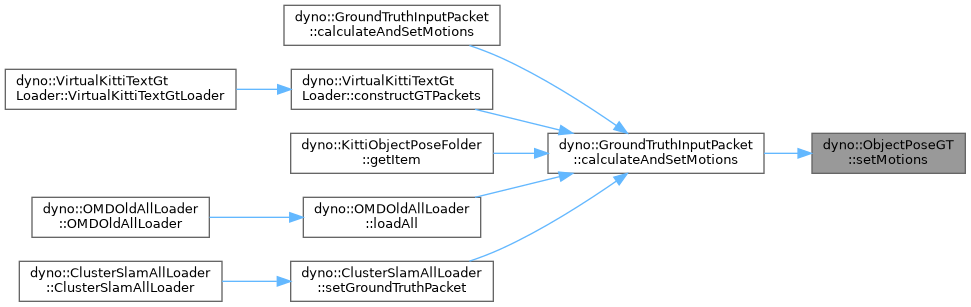 dyno::GroundTruthInputPacket
::calculateAndSetMotions
dyno::VirtualKittiTextGt
Loader::VirtualKittiTextGtLoader
dyno::VirtualKittiTextGt
Loader::constructGTPackets
dyno::KittiObjectPoseFolder
::getItem
dyno::GroundTruthInputPacket
::calculateAndSetMotions
dyno::ObjectPoseGT
::setMotions
dyno::OMDOldAllLoader
::OMDOldAllLoader
dyno::OMDOldAllLoader
::loadAll
dyno::ClusterSlamAllLoader
::ClusterSlamAllLoader
dyno::ClusterSlamAllLoader
::setGroundTruthPacket